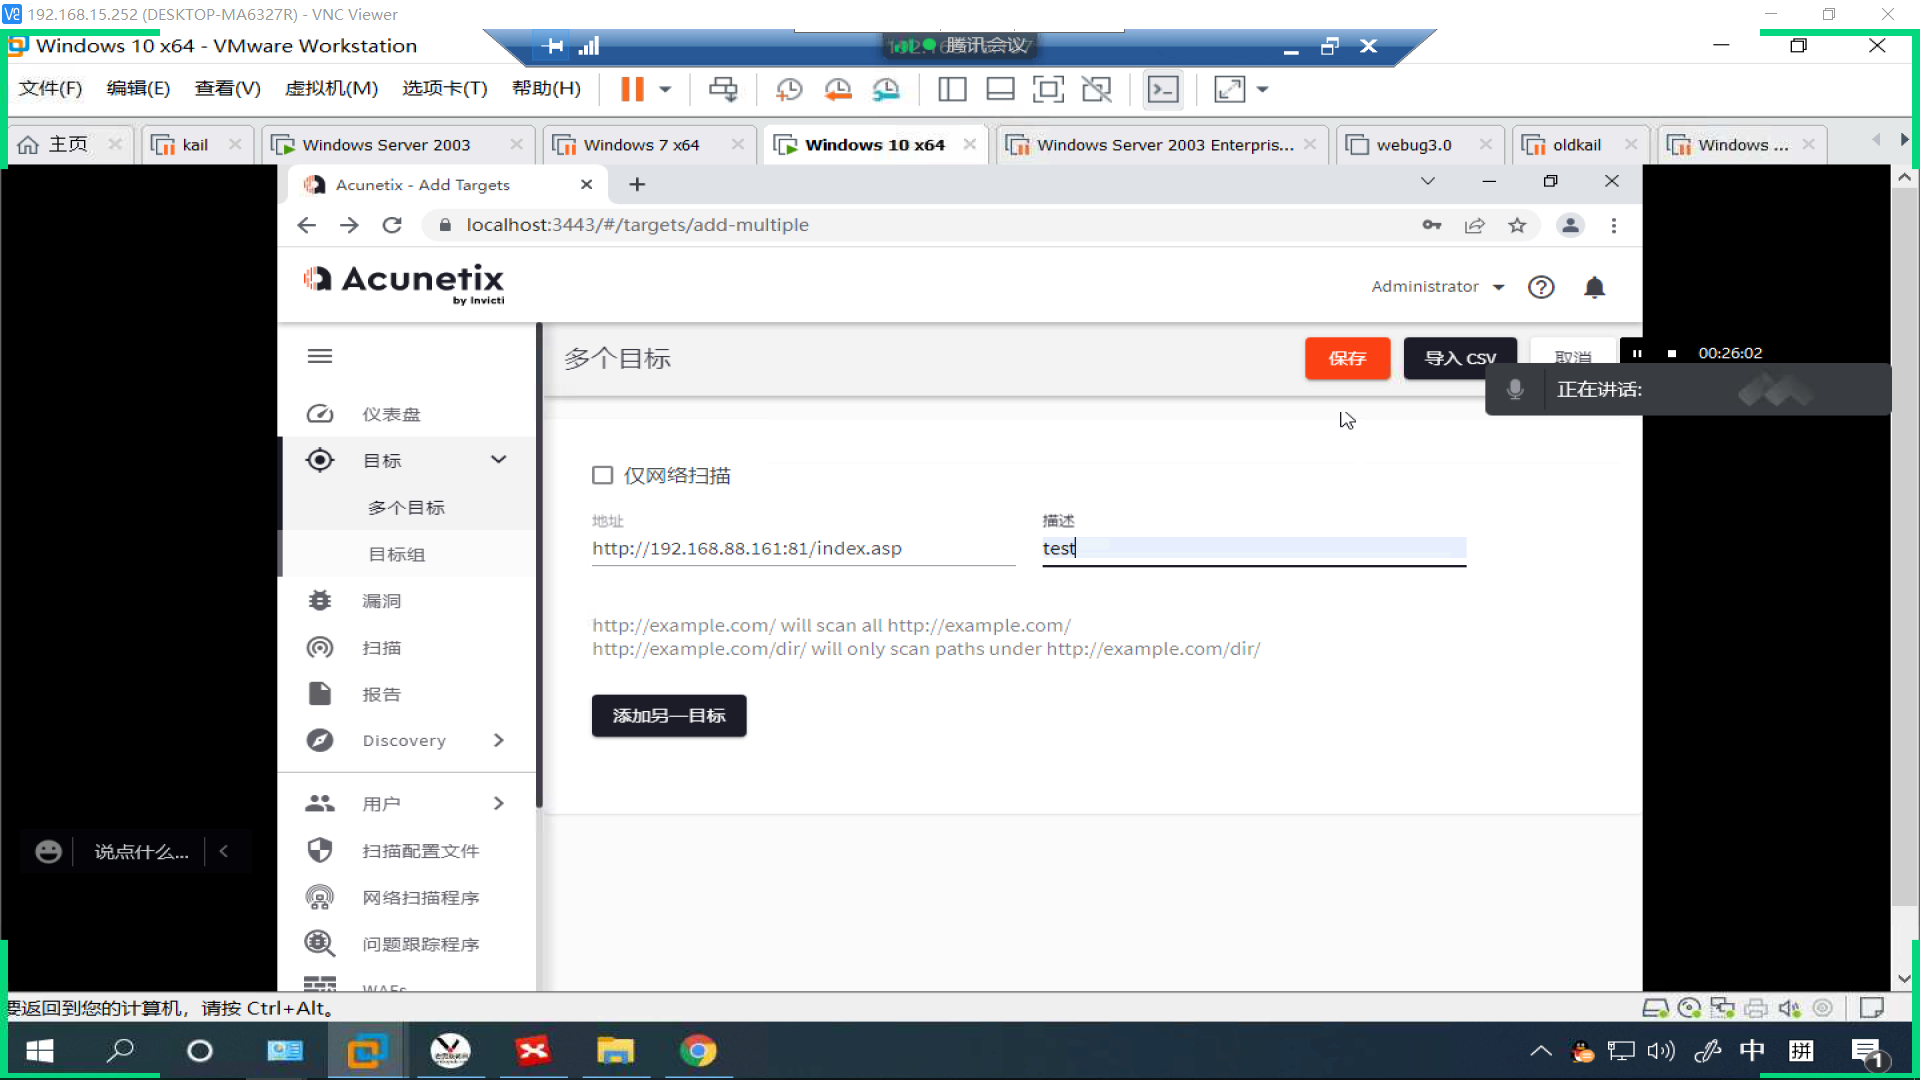 192.168.15.252 (DESKTOP-MA6327R) - VNC Viewer
Windows 10 x64 - VMware Workstation
腾讯会议
文件(F) 编辑(E) 查看(V) 虚拟机(M) 选项卡(T) 帮助(H)
主页 kail Windows Server 2003 Windows 7 x64 Windows 10 x64 Windows Server 2003 Enterpris... webug3.0 oldkail Windows ...
Acunetix - Add Targets
localhost:3443/#/targets/add-multiple
Acunetix
by Invicti
Administrator
多个目标
保存
导入 CSV
取消
00:26:02
正在讲话:
仪表盘
目标
多个目标
目标组
漏洞
扫描
报告
Discovery
用户
扫描配置文件
网络扫描程序
问题跟踪程序
WAFs
仅网络扫描
地址
http://192.168.88.161:81/index.asp
描述
test
http://example.com/ will scan all http://example.com/
http://example.com/dir/ will only scan paths under http://example.com/dir/
添加另一目标
说点什么...
要返回到您的计算机，请按 Ctrl+Alt。
中
拼
1